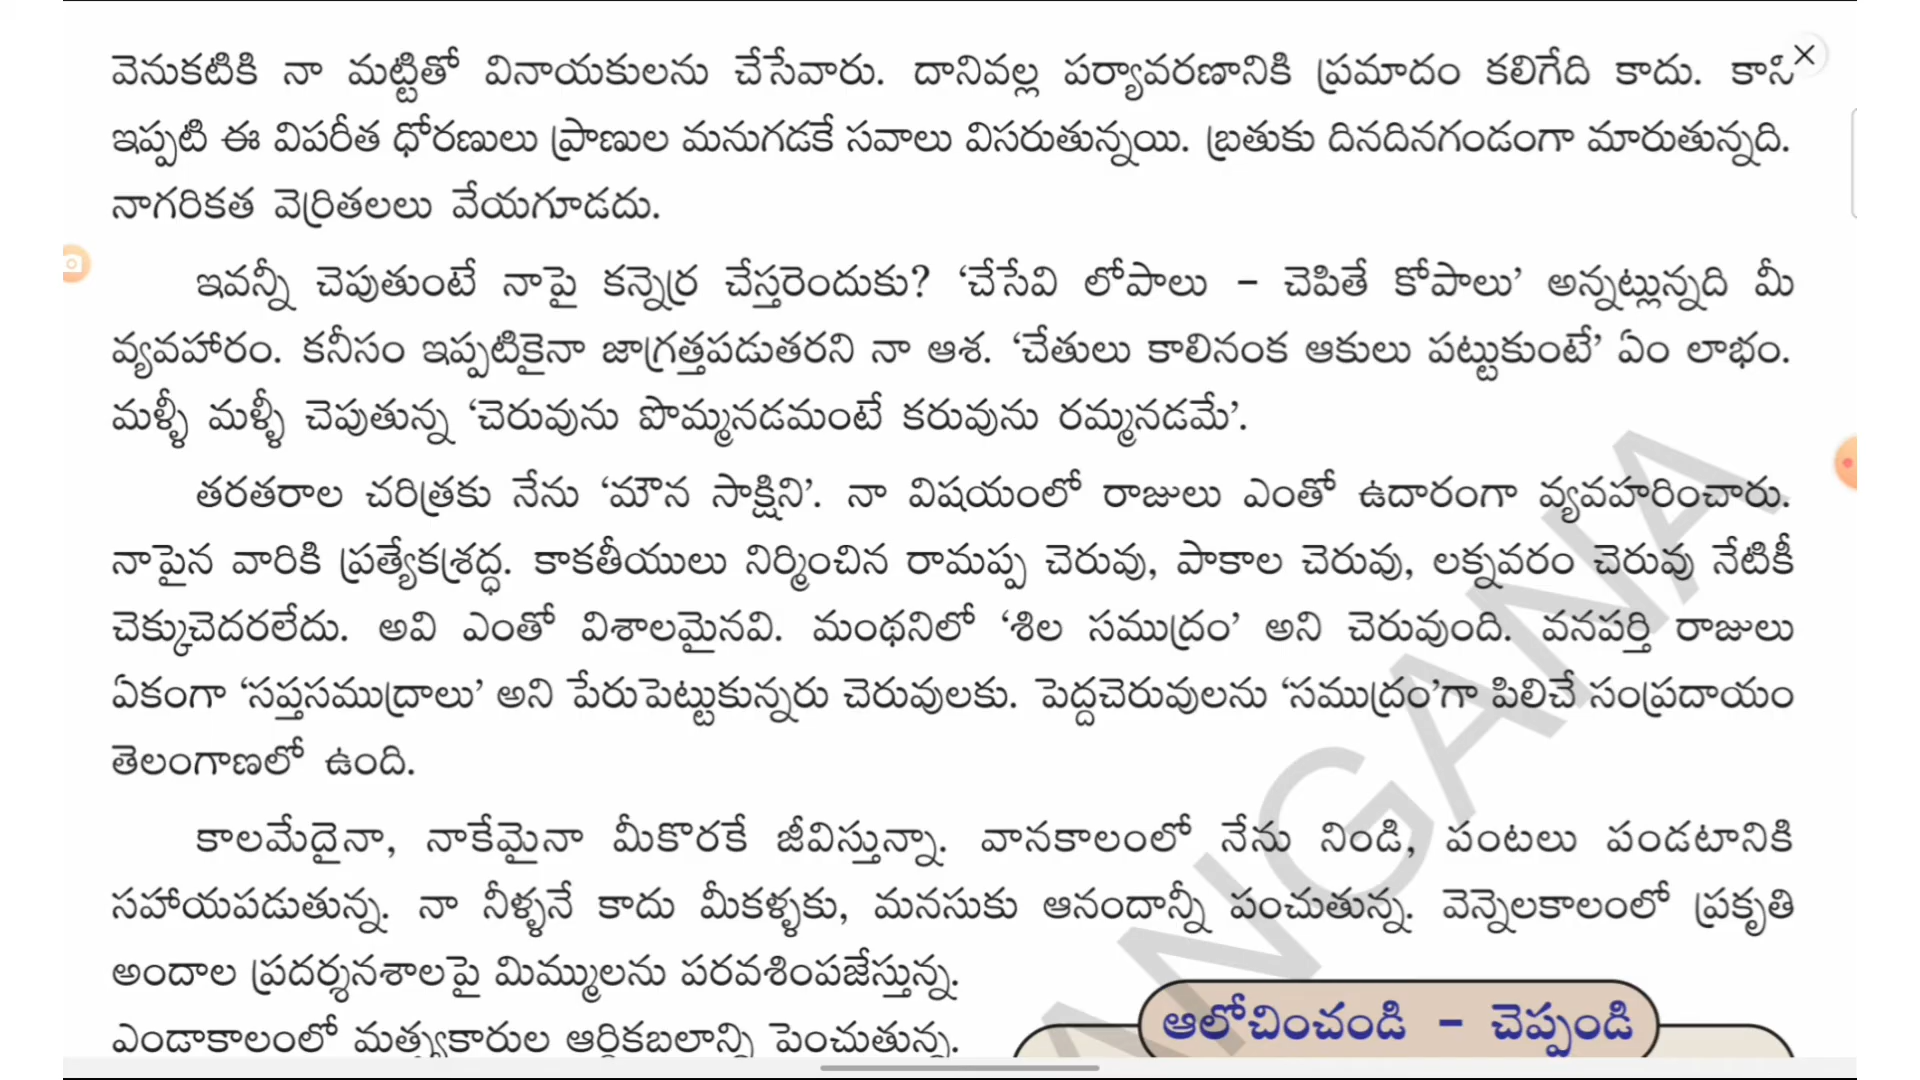 వెనుకటికి నా మట్టితో వినాయకులను చేసేవారు. దానివల్ల పర్యావరణానికి ప్రమాదం కలిగేది కాదు. కాని
ఇప్పటి ఈ విపరీత ధోరణులు ప్రాణుల మనుగడకే సవాలు విసరుతున్నయి. బ్రతుకు దినదినగండంగా మారుతున్నది.
నాగరికత వెర్రితలలు వేయగూడదు.
ఇవన్నీ చెపుతుంటే నాపై కన్నెర్ర చేస్తరెందుకు? ‘చేసేవి లోపాలు – చెపితే కోపాలు’ అన్నట్లున్నది మీ
వ్యవహారం. కనీసం ఇప్పటికైనా జాగ్రత్తపడుతరని నా ఆశ. ‘చేతులు కాలినంక ఆకులు పట్టుకుంటే’ ఏం లాభం.
మళ్ళీ మళ్ళీ చెపుతున్న ‘చెరువును పొమ్మనడమంటే కరువును రమ్మనడమే’.
తరతరాల చరిత్రకు నేను ‘మౌన సాక్షిని’. నా విషయంలో రాజులు ఎంతో ఉదారంగా వ్యవహరించారు.
నాపైన వారికి ప్రత్యేకశ్రద్ధ. కాకతీయులు నిర్మించిన రామప్ప చెరువు, పాకాల చెరువు, లక్నవరం చెరువు నేటికీ
చెక్కుచెదరలేదు. అవి ఎంతో విశాలమైనవి. మంథనిలో ‘శిల సముద్రం’ అని చెరువుంది. వనపర్తి రాజులు
ఏకంగా ‘సప్తసముద్రాలు’ అని పేరుపెట్టుకున్నరు చెరువులకు. పెద్దచెరువులను ‘సముద్రం’గా పిలిచే సంప్రదాయం
తెలంగాణలో ఉంది.
కాలమేదైనా, నాకేమైనా మీకొరకే జీవిస్తున్నా. వానకాలంలో నేను నిండి, పంటలు పండటానికి
సహాయపడుతున్న. నా నీళ్ళనే కాదు మీకళ్ళకు, మనసుకు ఆనందాన్నీ పంచుతున్న. వెన్నెలకాలంలో ప్రకృతి
అందాల ప్రదర్శనశాలపై మిమ్ములను పరవశింపజేస్తున్న.
ఎండాకాలంలో మత్స్యకారుల ఆర్థికబలాన్ని పెంచుతున్న.
ఆలోచించండి – చెప్పండి
ANGANA